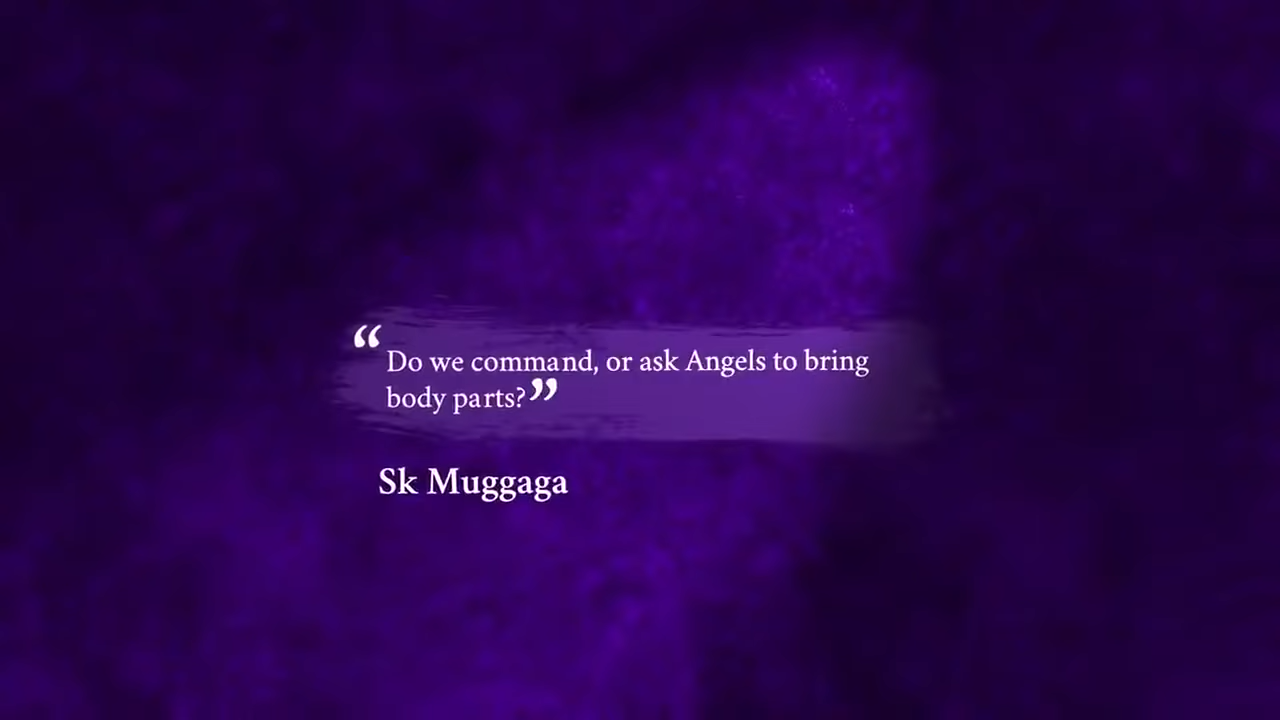 “Do we command, or ask Angels to bring
body parts?”
Sk Muggaga